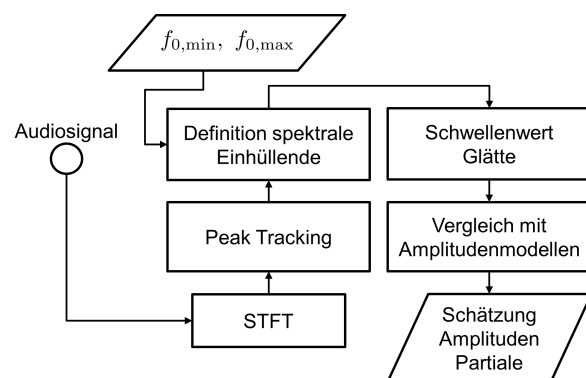 f0,min, f0,max
Audiosignal
Definition spektrale
Einhüllende
Peak Tracking
STFT
Schwellenwert
Glätte
Vergleich mit
Amplitudenmodellen
Schätzung
Amplituden
Partiale